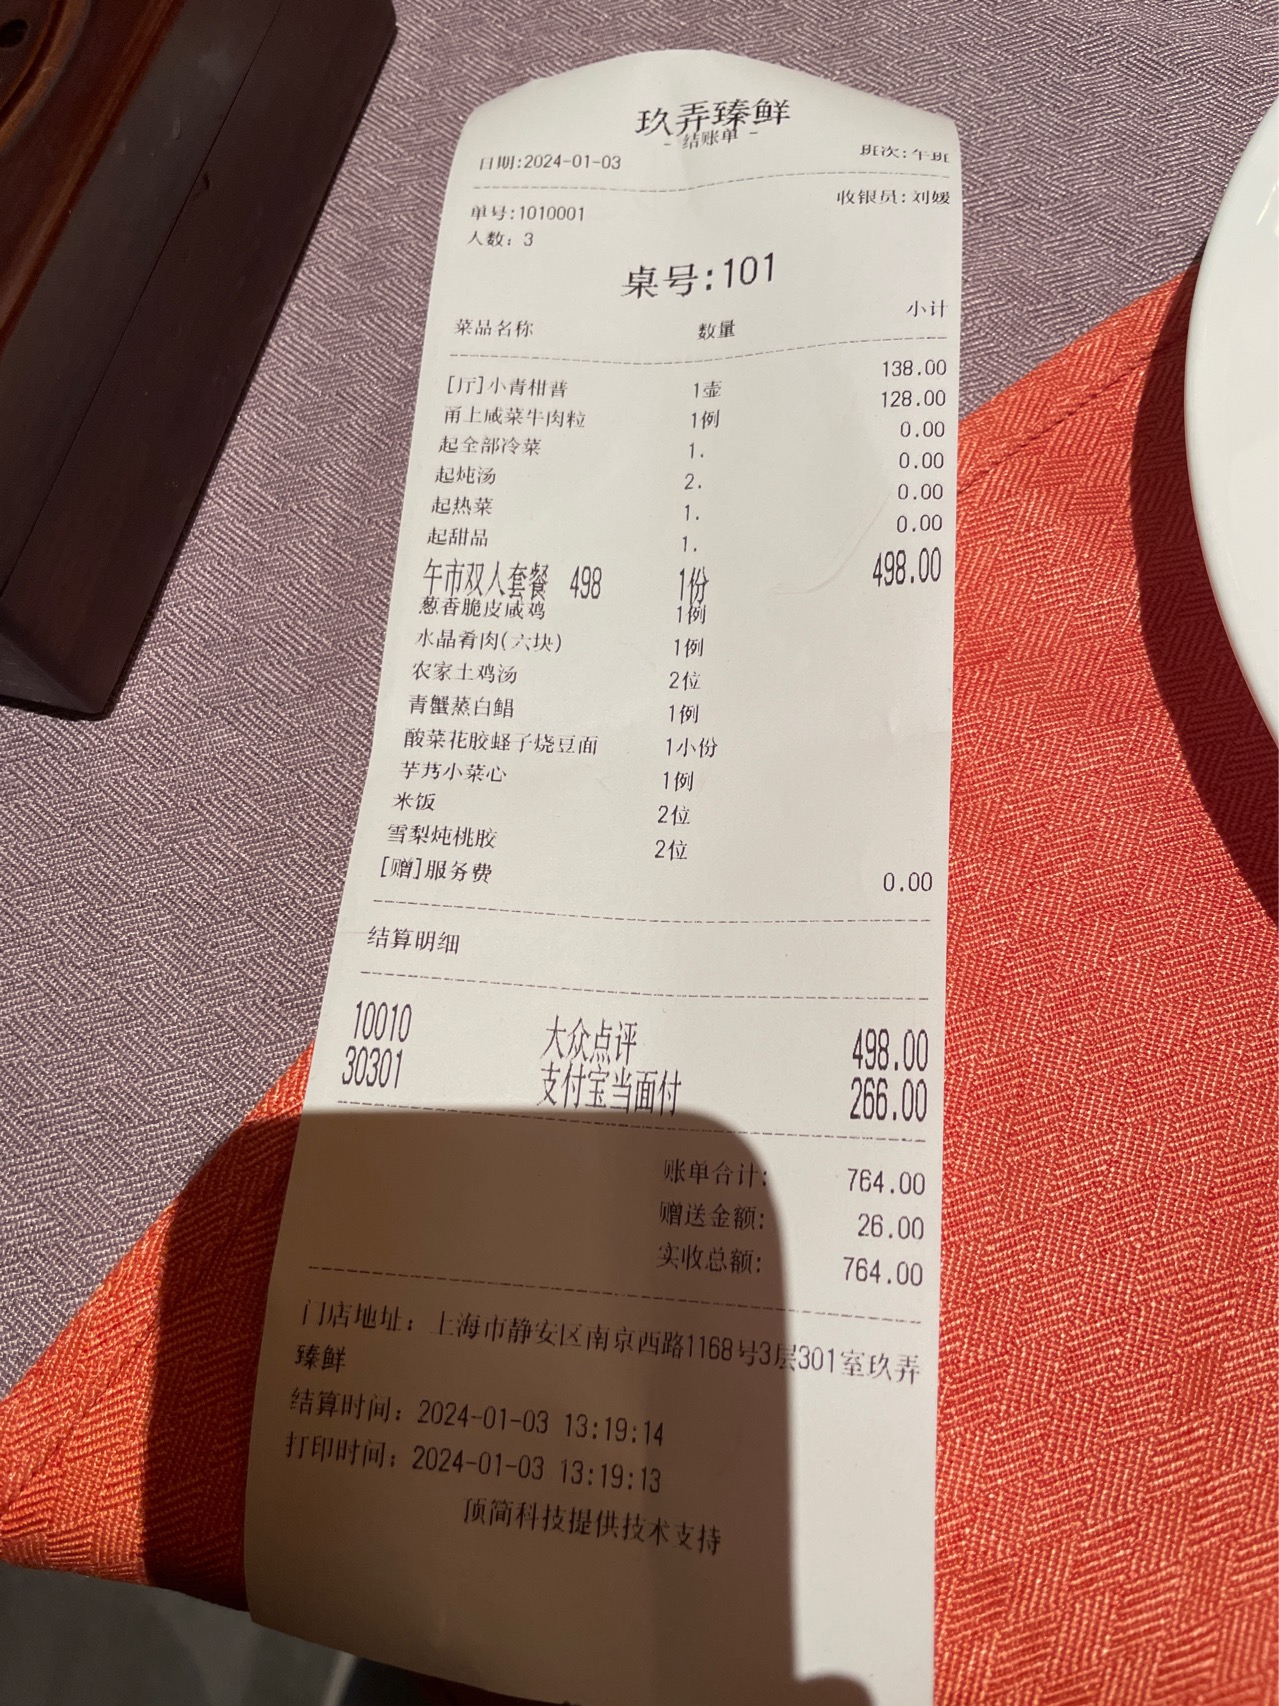 玖弄臻鲜
- 结账单 -
日期:2024-01-03 班次:午班
单号:1010001 收银员:刘媛
人数: 3
桌号:101
菜品名称 数量 小计
[厅]小青柑普 1壶 138.00
甬上咸菜牛肉粒 1例 128.00
起全部冷菜 1. 0.00
起炖汤 2. 0.00
起热菜 1. 0.00
起甜品 1. 0.00
午市双人套餐 498 1份 498.00
葱香脆皮咸鸡 1例
水晶肴肉(六块) 1例
农家土鸡汤 2位
青蟹蒸白鲳 1例
酸菜花胶蛏子烧豆面 1小份
芋艿小菜心 1例
米饭 2位
雪梨炖桃胶 2位
[赠]服务费 0.00
结算明细
10010 大众点评 498.00
30301 支付宝当面付 266.00
账单合计: 764.00
赠送金额: 26.00
实收总额: 764.00
门店地址: 上海市静安区南京西路1168号3层301室玖弄
臻鲜
结算时间: 2024-01-03 13:19:14
打印时间: 2024-01-03 13:19:13
顶简科技提供技术支持